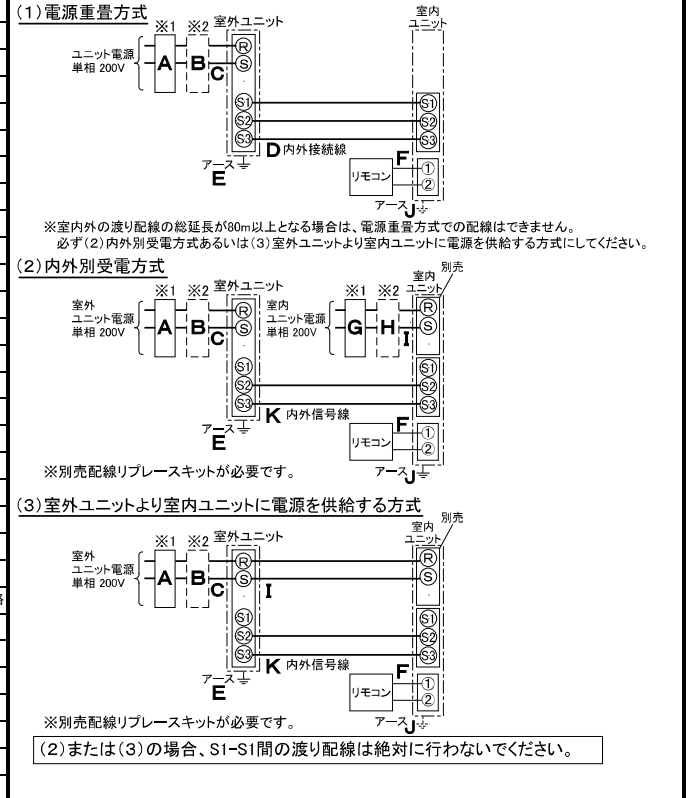 (1)電源重畳方式
※1 ※2 室外ユニット
室内
ユニット
ユニット電源
単相 200V
A
B
C
R
S
S1
S2
S3
S1
S2
S3
D 内外接続線
アース
E
F
リモコン
①
②
アース
J
※室内外の渡り配線の総延長が80m以上となる場合は、電源重畳方式での配線はできません。
必ず(2)内外別受電方式あるいは(3)室外ユニットより室内ユニットに電源を供給する方式にしてください。
(2)内外別受電方式
※1 ※2 室外ユニット
※1 ※2
室内
ユニット
別売
室外
ユニット電源
単相 200V
A
B
C
R
S
室内
ユニット電源
単相 200V
G
H
I
R
S
S1
S2
S3
S1
S2
S3
K 内外信号線
アース
E
F
リモコン
①
②
アース
J
※別売配線リプレースキットが必要です。
(3)室外ユニットより室内ユニットに電源を供給する方式
※1 ※2 室外ユニット
室内
ユニット
別売
室外
ユニット電源
単相 200V
A
B
C
R
S
I
R
S
S1
S2
S3
S1
S2
S3
K 内外信号線
アース
E
F
リモコン
①
②
アース
J
※別売配線リプレースキットが必要です。
(2)または(3)の場合、S1-S1間の渡り配線は絶対に行わないでください。